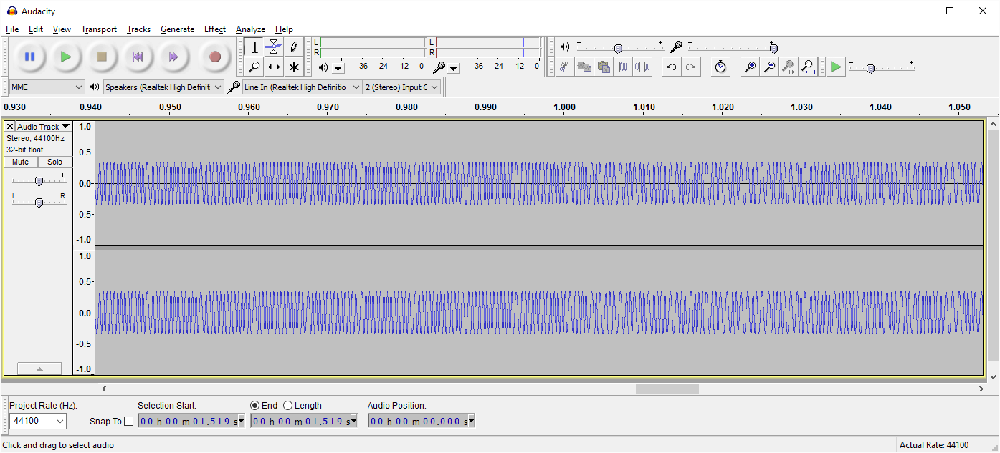 Audacity
File Edit View Transport Tracks Generate Effect Analyze Help
L
R
-36 -24 -12 0
L
R
-36 -24 -12 0
- +
- +
- +
MME
Speakers (Realtek High Definit
Line In (Realtek High Definitio
2 (Stereo) Input C
0.930 0.940 0.950 0.960 0.970 0.980 0.990 1.000 1.010 1.020 1.030 1.040 1.050
Audio Track
Stereo, 44100Hz
32-bit float
Mute Solo
- +
L R
1.0
0.5
0.0
-0.5
-1.0
1.0
0.5
0.0
-0.5
-1.0
Project Rate (Hz):
44100
Snap To
Selection Start:
00 h 00 m 01.519 s
End Length
00 h 00 m 01.519 s
Audio Position:
00 h 00 m 00.000 s
Click and drag to select audio
Actual Rate: 44100